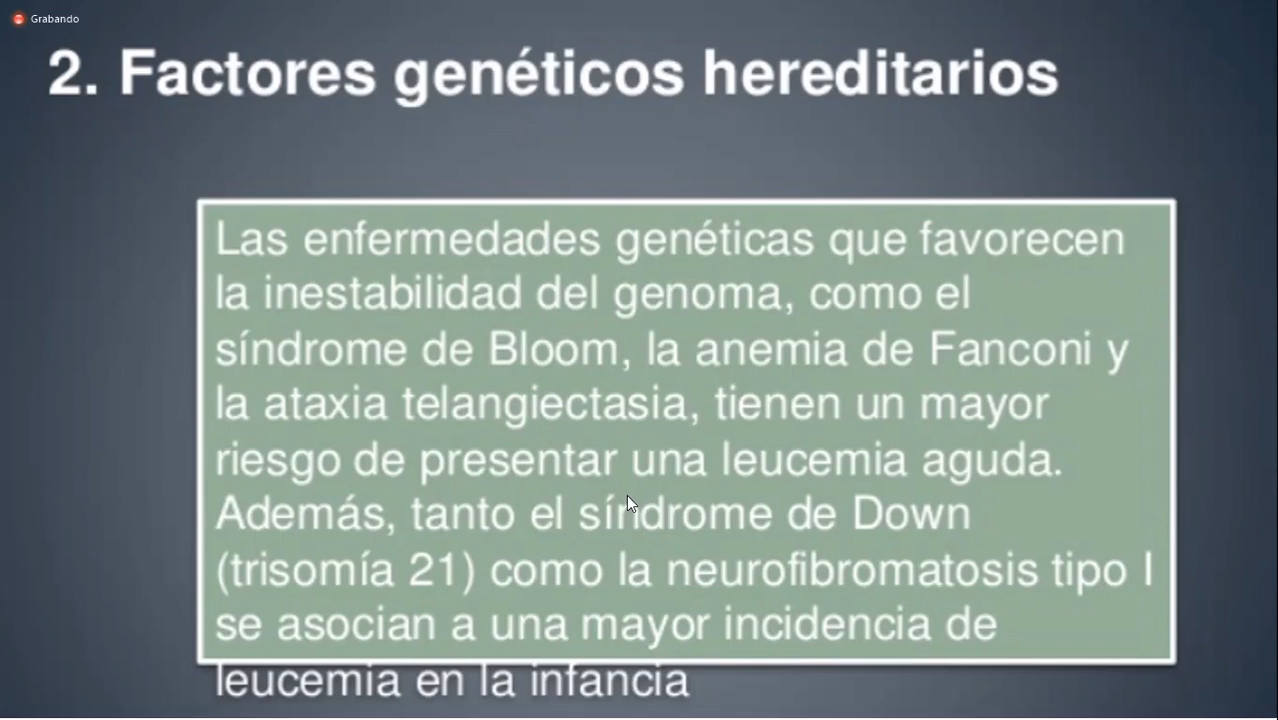 Grabando
2. Factores genéticos hereditarios
Las enfermedades genéticas que favorecen
la inestabilidad del genoma, como el
síndrome de Bloom, la anemia de Fanconi y
la ataxia telangiectasia, tienen un mayor
riesgo de presentar una leucemia aguda.
Además, tanto el síndrome de Down
(trisomía 21) como la neurofibromatosis tipo I
se asocian a una mayor incidencia de
leucemia en la infancia